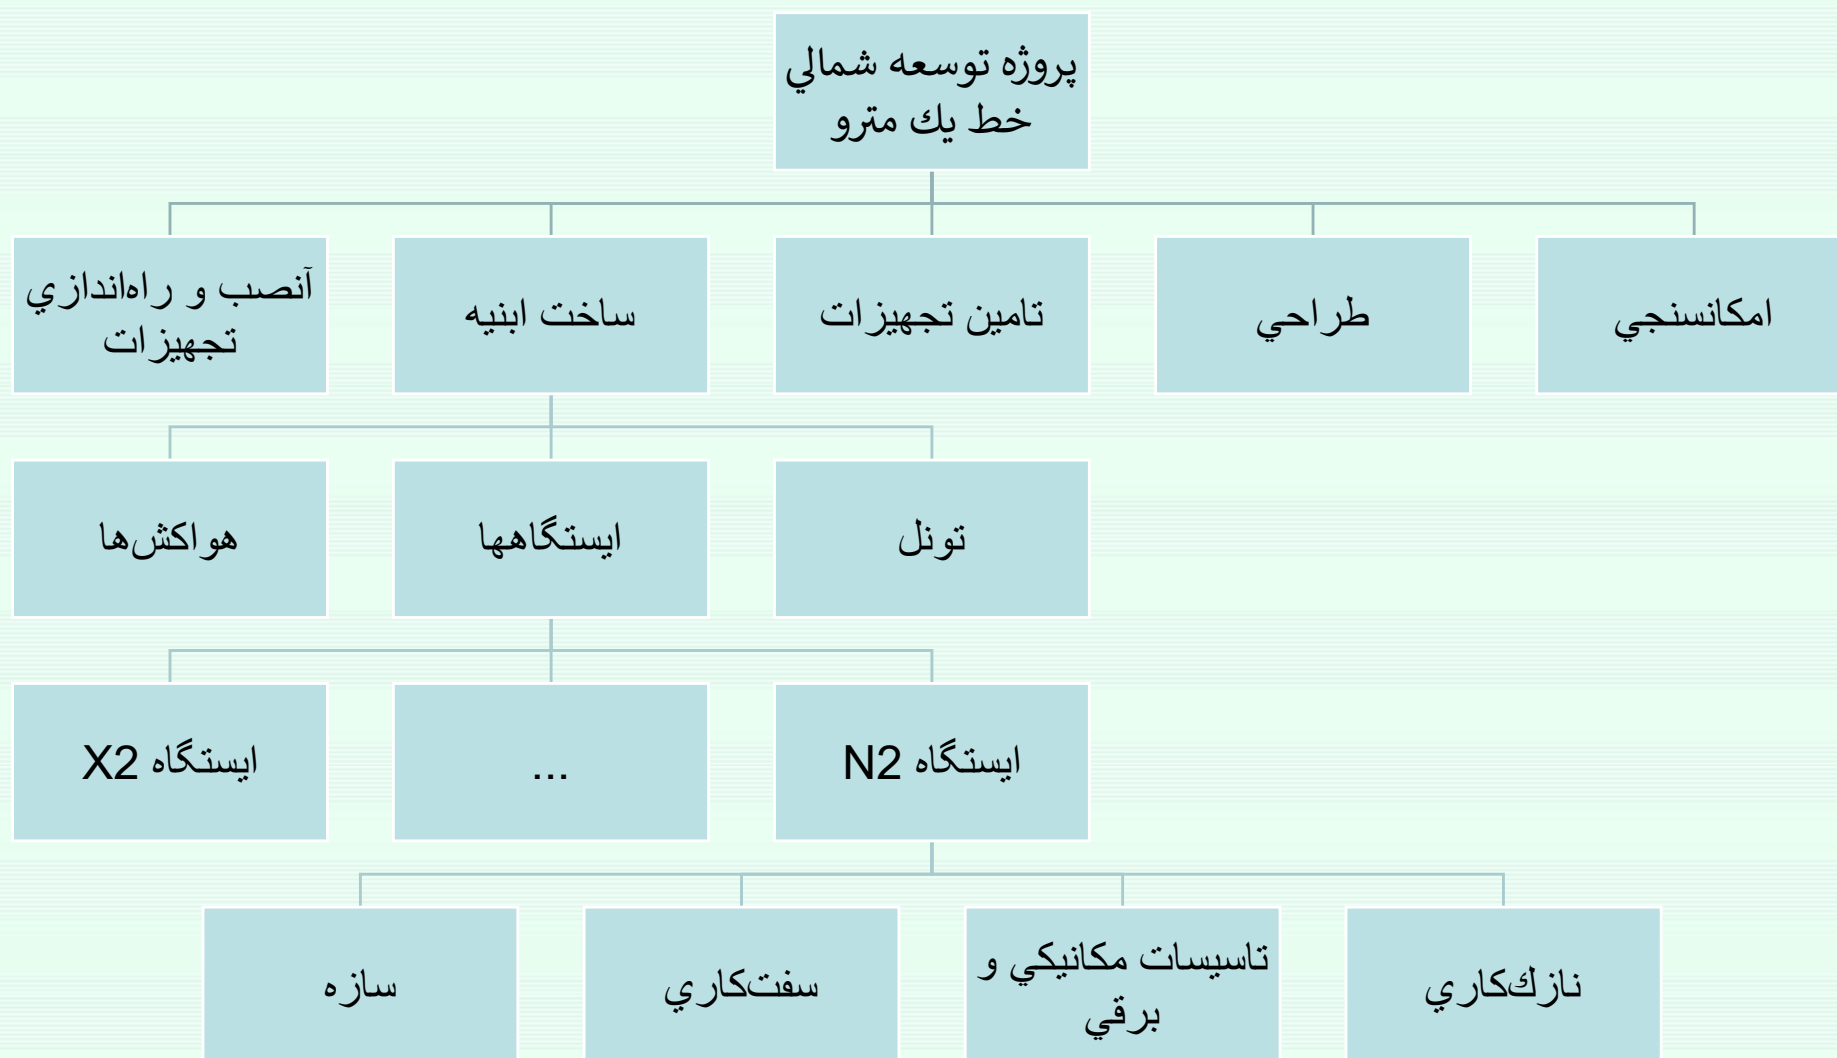 پروژه توسعه شمالي
خط يك مترو
امكانسنجي
طراحي
تامين تجهيزات
ساخت ابنيه
آنصب و راه‌اندازي
تجهيزات
تونل
ايستگاهها
هواكش‌ها
ايستگاه N2
...
ايستگاه X2
نازك‌كاري
تاسيسات مكانيكي و
برقي
سفت‌كاري
سازه